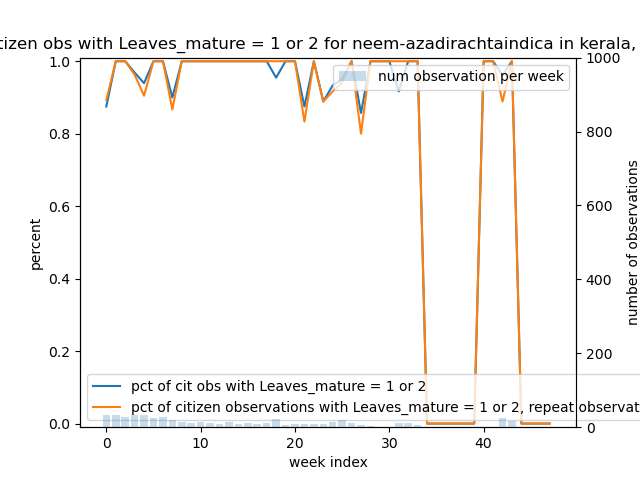 tizen obs with Leaves_mature = 1 or 2 for neem-azadirachtaindica in kerala,
num observation per week
percent
number of observations
1.0
0.8
0.6
0.4
0.2
0.0
1000
800
600
400
200
0
pct of cit obs with Leaves_mature = 1 or 2
pct of citizen observations with Leaves_mature = 1 or 2, repeat observat
0 10 20 30 40
week index